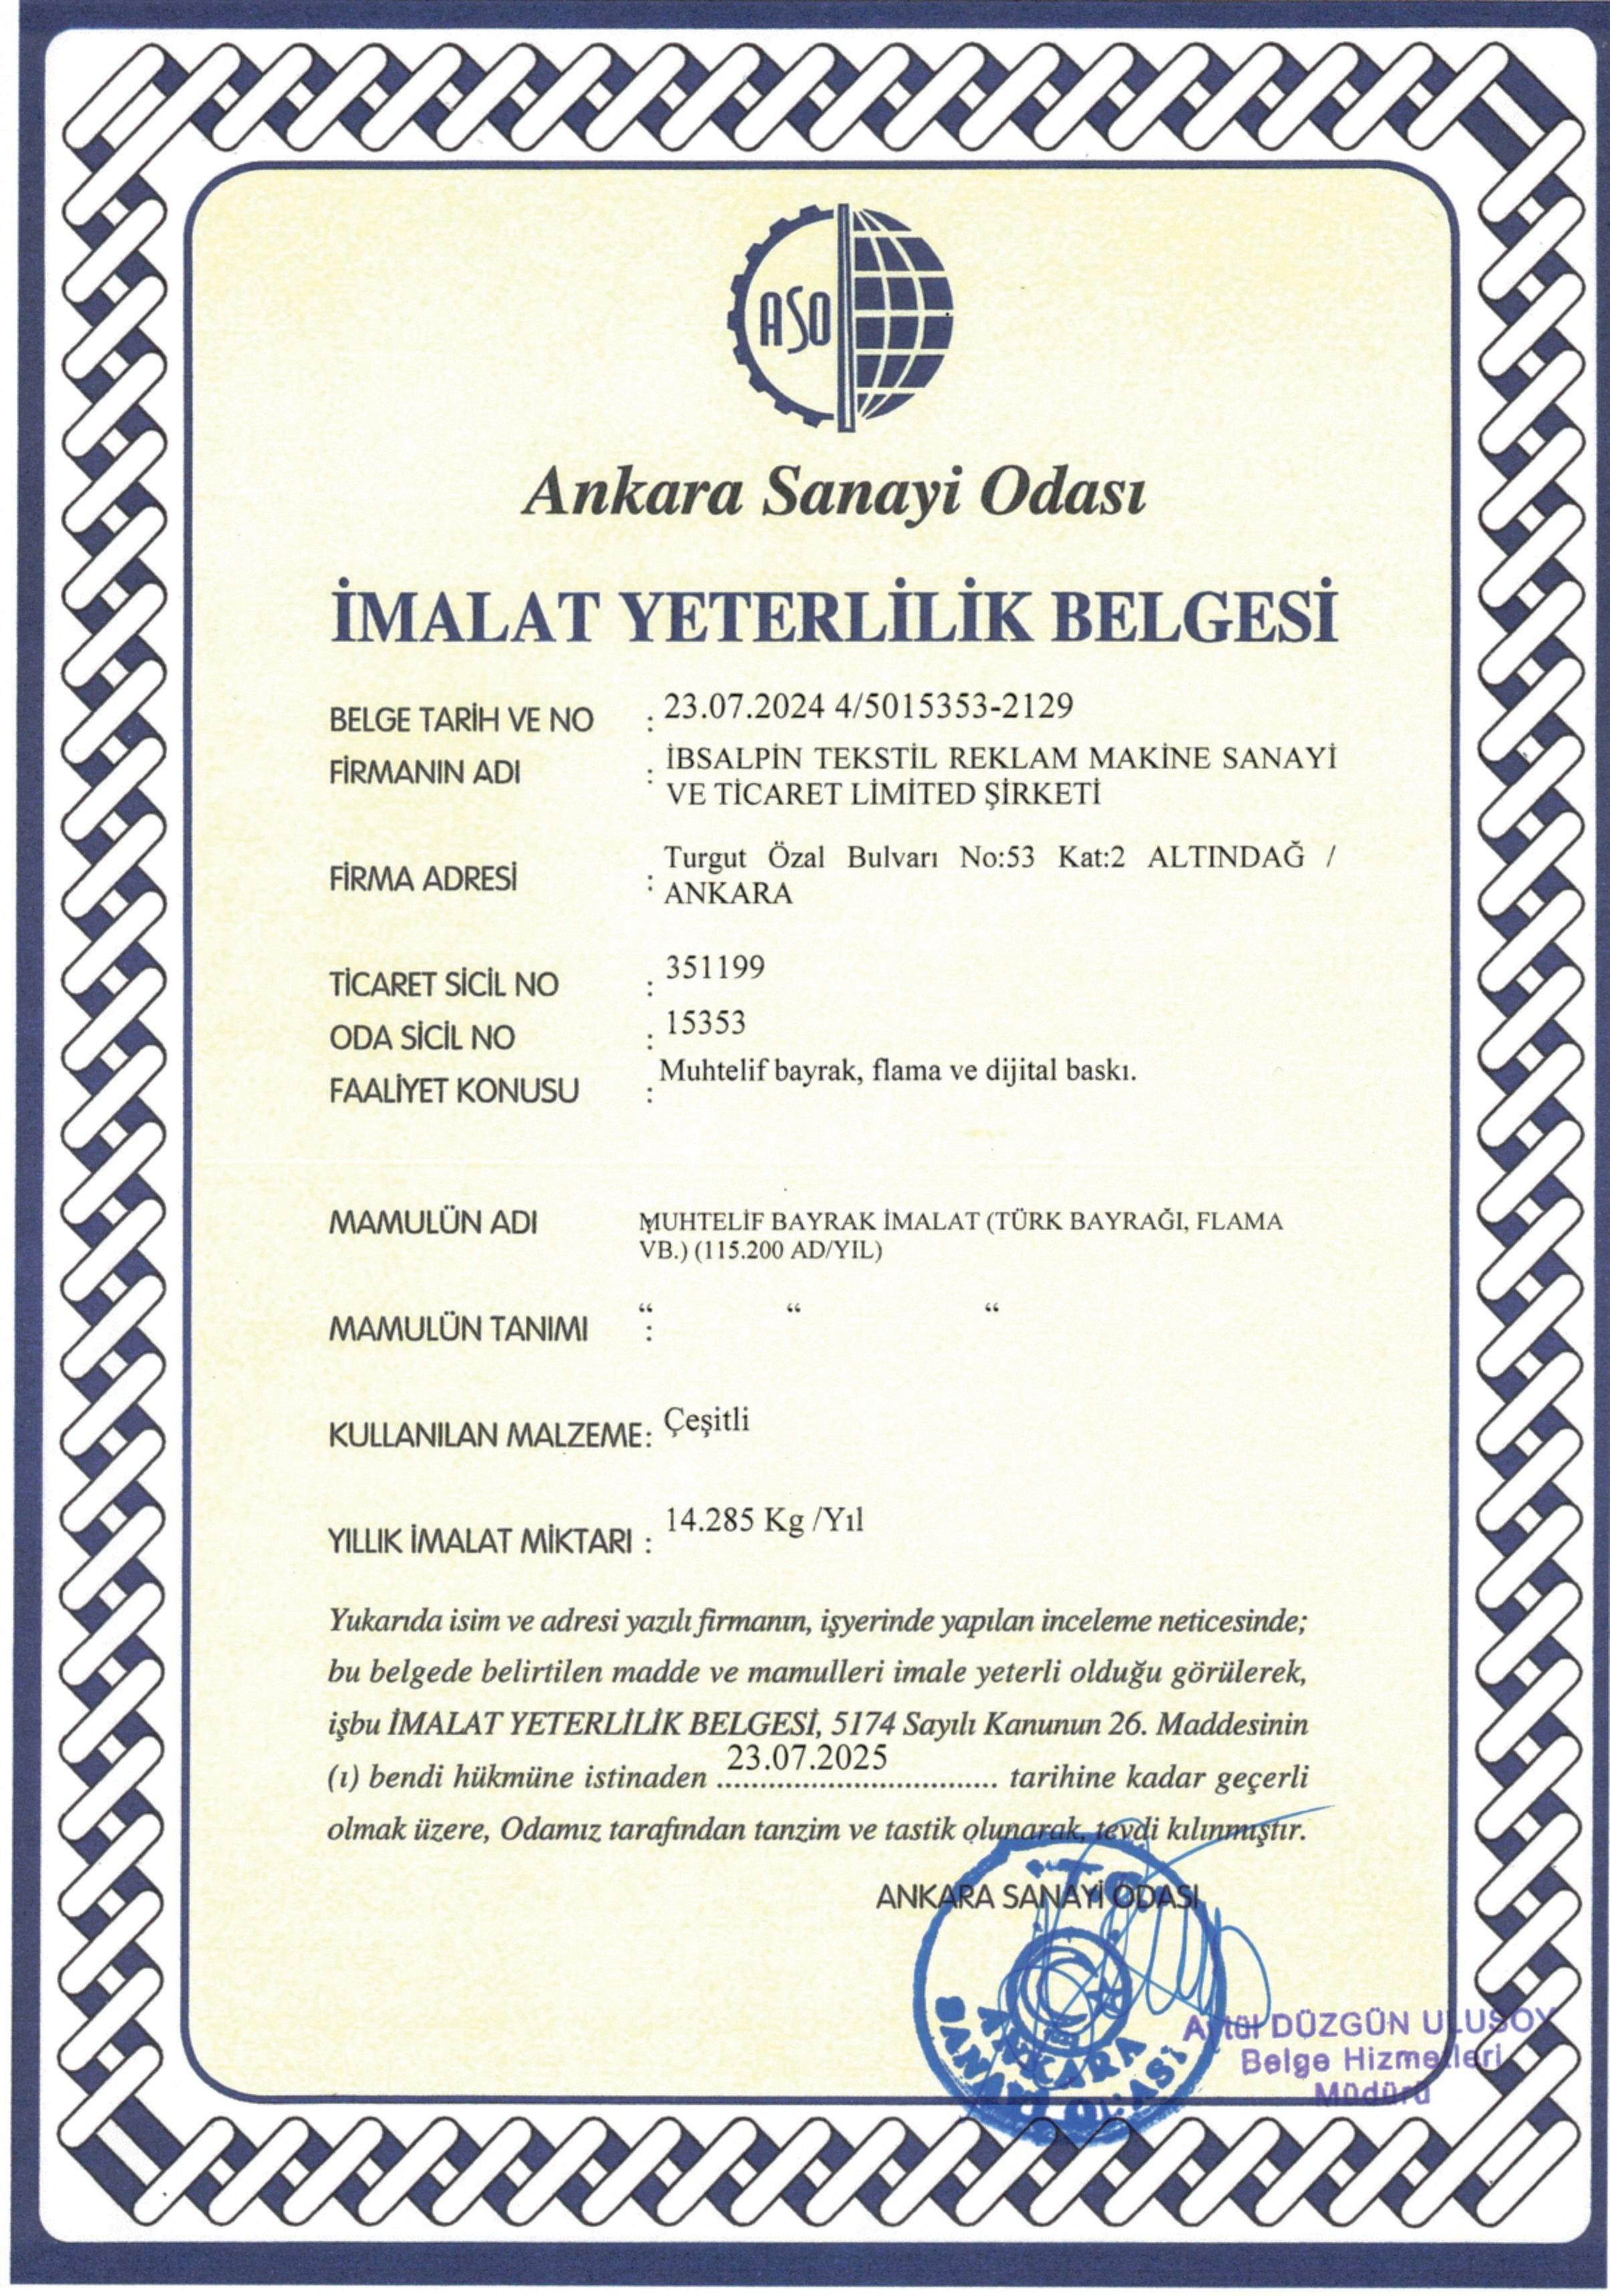 ASO
Ankara Sanayi Odası
İMALAT YETERLİLİK BELGESİ
BELGE TARİH VE NO : 23.07.2024 4/5015353-2129
FİRMANIN ADI : İBSALPİN TEKSTİL REKLAM MAKİNE SANAYİ
VE TİCARET LİMİTED ŞİRKETİ
FİRMA ADRESİ : Turgut Özal Bulvarı No:53 Kat:2 ALTINDAĞ /
ANKARA
TİCARET SİCİL NO : 351199
ODA SİCİL NO : 15353
FAALİYET KONUSU : Muhtelif bayrak, flama ve dijital baskı.
MAMULÜN ADI : MUHTELİF BAYRAK İMALAT (TÜRK BAYRAĞI, FLAMA
VB.) (115.200 AD/YIL)
MAMULÜN TANIMI : “ “ “
KULLANILAN MALZEME: Çeşitli
YILLIK İMALAT MİKTARI : 14.285 Kg /Yıl
Yukarıda isim ve adresi yazılı firmanın, işyerinde yapılan inceleme neticesinde;
bu belgede belirtilen madde ve mamulleri imale yeterli olduğu görülerek,
işbu İMALAT YETERLİLİK BELGESİ, 5174 Sayılı Kanunun 26. Maddesinin
(ı) bendi hükmüne istinaden 23.07.2025 tarihine kadar geçerli
olmak üzere, Odamız tarafından tanzim ve tastik olunarak, tevdi kılınmıştır.
ANKARA SANAYİ ODASI
T.C.
ANKARA
SANAYİ ODASI
Aytül DÜZGÜN ULUSOY
Belge Hizmetleri
Müdürü